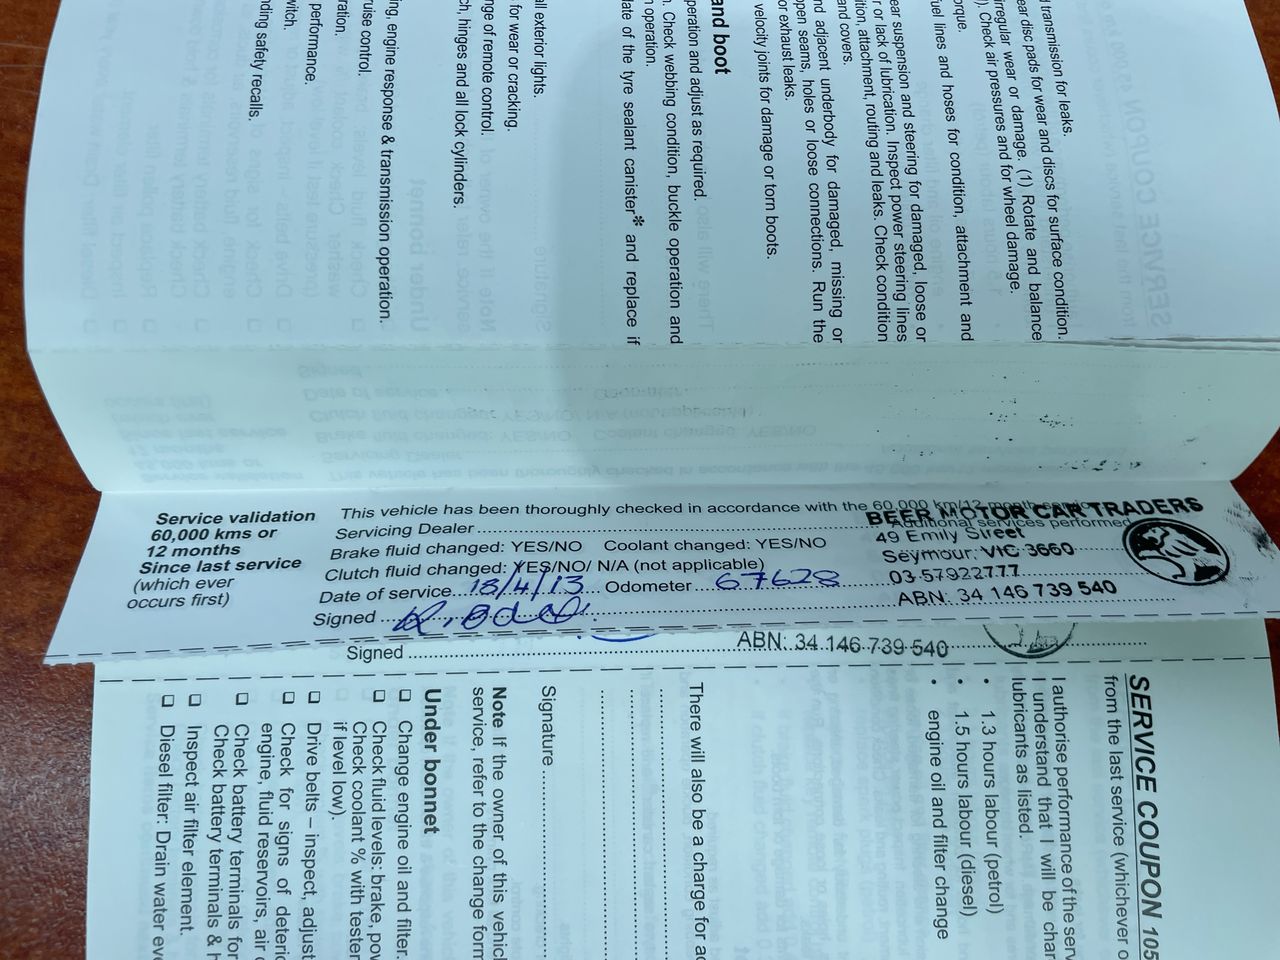 Service validation
60,000 kms or
12 months
Since last service
(which ever
occurs first)
This vehicle has been thoroughly checked in accordance with the 60,000 km/12 month service
Servicing Dealer
Additional services performed
Brake fluid changed: YES/NO Coolant changed: YES/NO
Clutch fluid changed: YES/NO/ N/A (not applicable)
Date of service 18/4/13 Odometer 67628
Signed
BEER MOTOR CAR TRADERS
49 Emily Street
Seymour, VIC 3660
03 57922777
ABN: 34 146 739 540
Signed
ABN: 34 146 739 540
d transmission for leaks.
ear disc pads for wear and discs for surface condition.
irregular wear or damage. (1) Rotate and balance
). Check air pressures and for wheel damage.
orque.
uel lines and hoses for condition, attachment and
ear suspension and steering for damaged, loose or
r or lack of lubrication. Inspect power steering lines
ition, attachment, routing and leaks. Check condition
and covers.
nd adjacent underbody for damaged, missing or
open seams, holes or loose connections. Run the
or exhaust leaks.
velocity joints for damage or torn boots.
and boot
peration and adjust as required.
n. Check webbing condition, buckle operation and
n operation.
date of the tyre sealant canister* and replace if
ll exterior lights.
for wear or cracking.
nge of remote control.
ch, hinges and all lock cylinders.
ng, engine response & transmission operation.
ruise control.
ration.
performance.
witch.
nding safety recalls.
SERVICE COUPON 105
from the last service (whichever o
I authorise performance of the serv
I understand that I will be char
lubricants as listed.
• 1.3 hours labour (petrol)
• 1.5 hours labour (diesel)
• engine oil and filter change
There will also be a charge for a
Signature
Note If the owner of this vehicl
service, refer to the change form
Under bonnet
❑ Change engine oil and filter.
❑ Check fluid levels: brake, pow
Check coolant % with tester
if level low).
❑ Drive belts – inspect, adjust
❑ Check for signs of deterio
engine, fluid reservoirs, air c
❑ Check battery terminals for
Check battery terminals & h
❑ Inspect air filter element.
❑ Diesel filter: Drain water eve